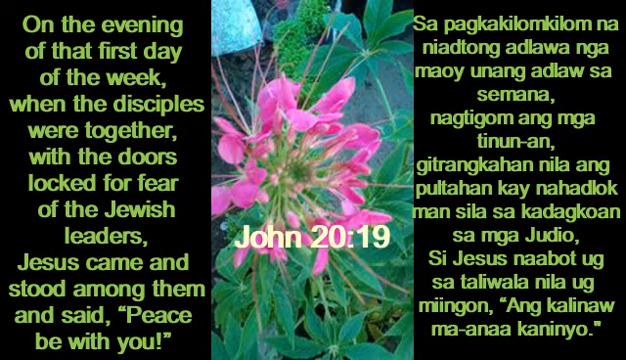 On the evening
of that first day
of the week,
when the disciples
were together,
with the doors
locked for fear
of the Jewish
leaders,
Jesus came and
stood among them
and said, “Peace
be with you!”
John 20:19
Sa pagkakilomkilom na
niadtong adlawa nga
maoy unang adlaw sa
semana,
nagtigom ang mga
tinun-an,
gitrangkahan nila ang
pultahan kay nahadlok
man sila sa kadagkoan
sa mga Judio,
Si Jesus naabot ug
sa taliwala nila ug
miingon, “Ang kalinaw
ma-anaa kaninyo."